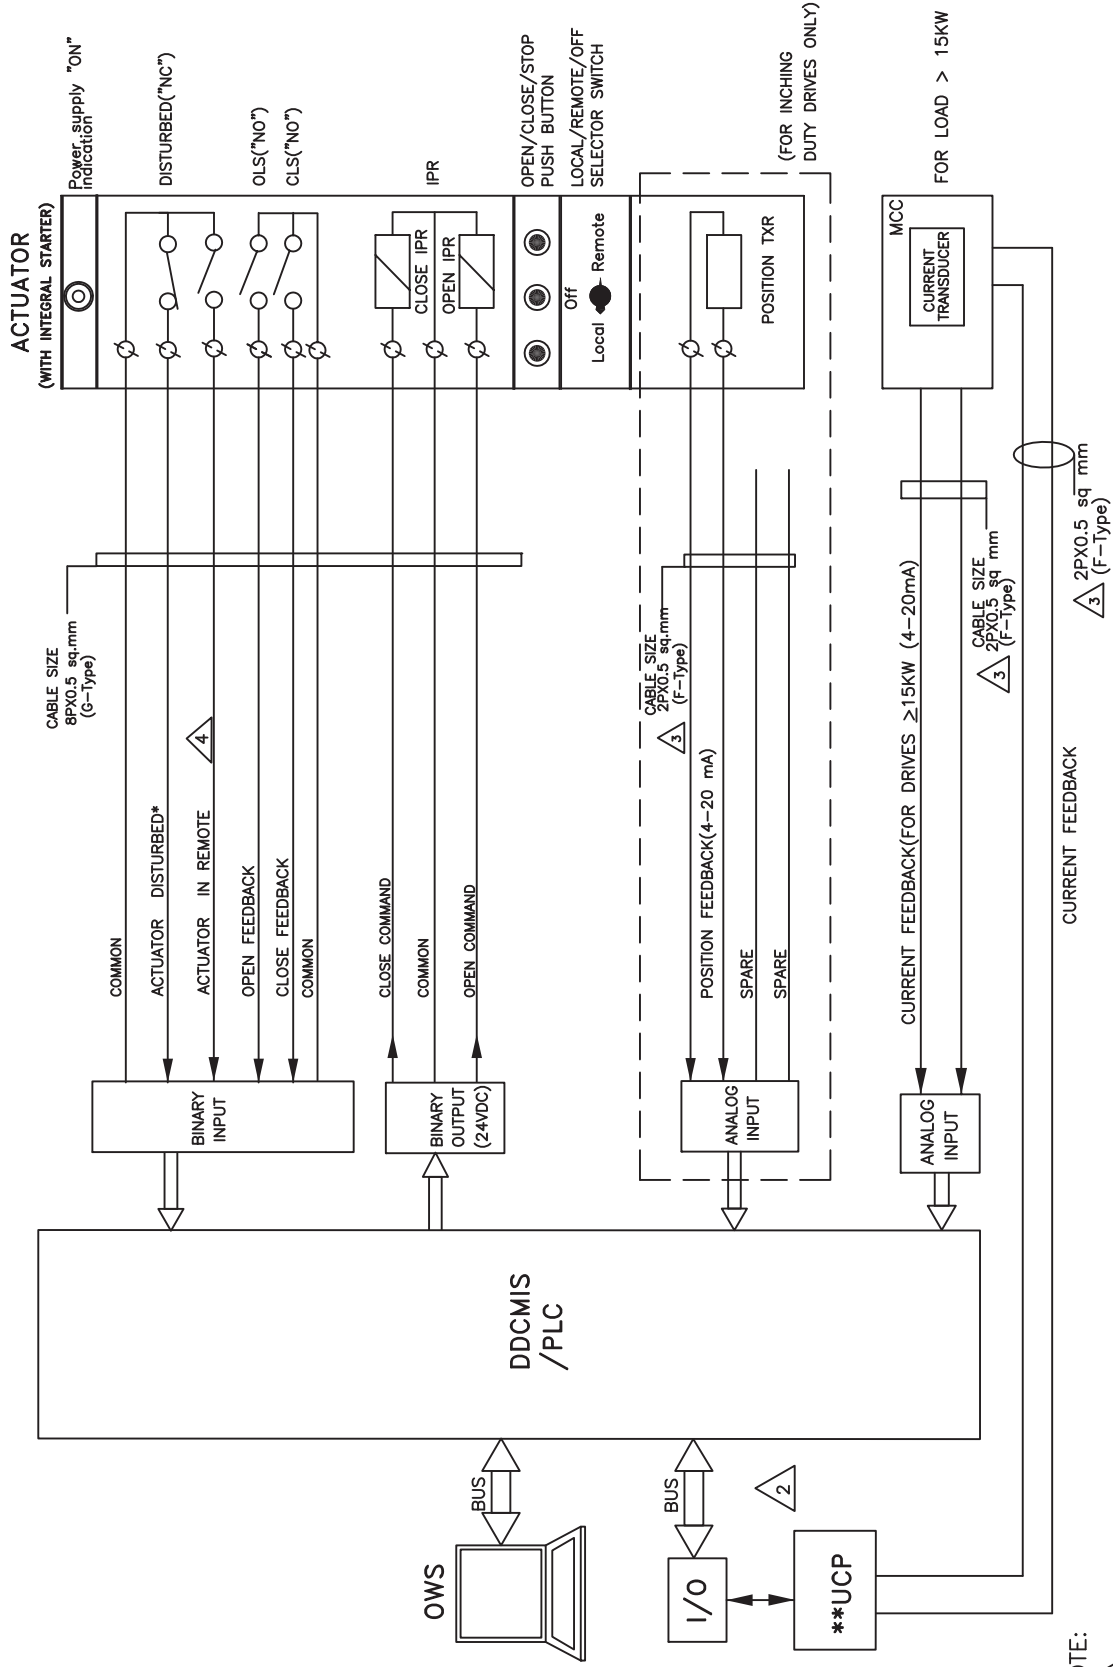 ACTUATOR
(WITH INTEGRAL STARTER)
Power supply "ON"
indication
DISTURBED("NC")
OLS("NO")
CLS("NO")
IPR
CLOSE IPR
OPEN IPR
OPEN/CLOSE/STOP
PUSH BUTTON
LOCAL/REMOTE/OFF
SELECTOR SWITCH
Off
Local
Remote
POSITION TXR
(FOR INCHING
DUTY DRIVES ONLY)
MCC
CURRENT
TRANSDUCER
FOR LOAD > 15KW
CABLE SIZE
8PX0.5 sq.mm
(G-Type)
4
COMMON
ACTUATOR DISTURBED*
ACTUATOR IN REMOTE
OPEN FEEDBACK
CLOSE FEEDBACK
COMMON
CLOSE COMMAND
COMMON
OPEN COMMAND
CABLE SIZE
2PX0.5 sq.mm
(F-Type)
3
POSITION FEEDBACK(4-20 mA)
SPARE
SPARE
CURRENT FEEDBACK(FOR DRIVES ≥15KW (4-20mA)
CABLE SIZE
2PX0.5 sq mm
(F-Type)
3
2PX0.5 sq mm
(F-Type)
3
CURRENT FEEDBACK
BINARY
INPUT
BINARY
OUTPUT
(24VDC)
ANALOG
INPUT
ANALOG
INPUT
DDCMIS
/PLC
BUS
BUS
2
OWS
I/O
**UCP
OTE: